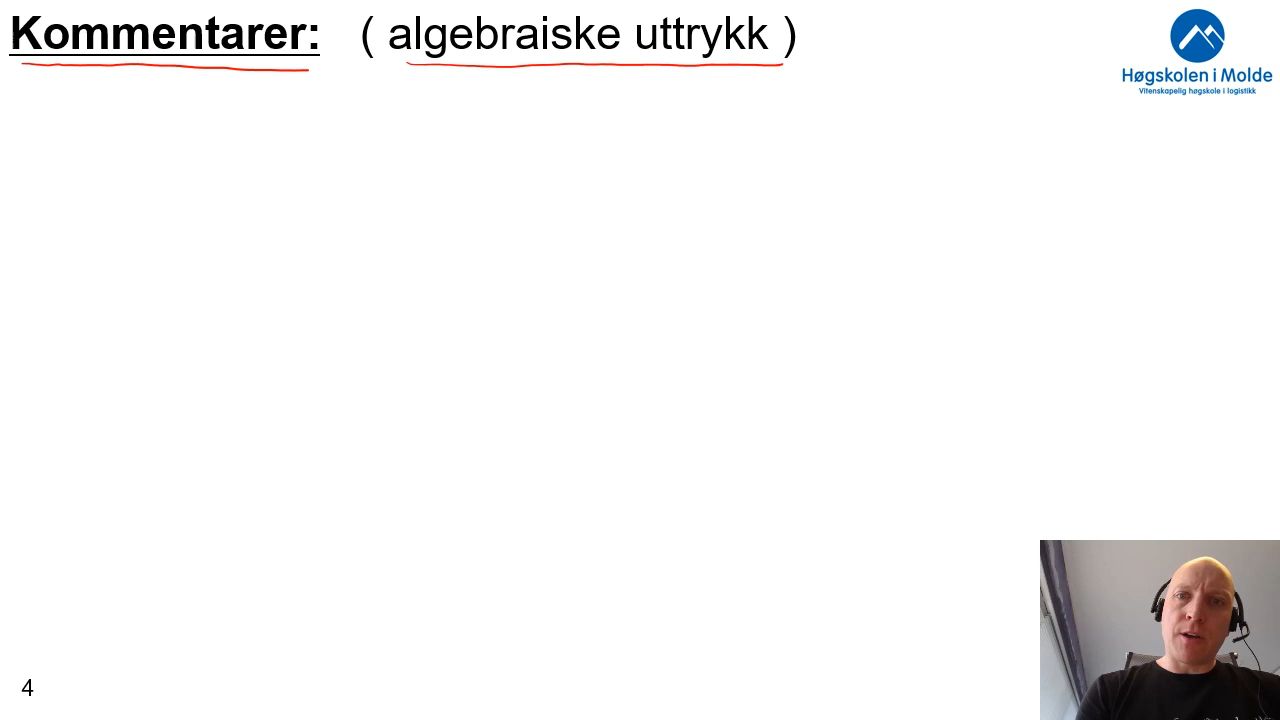 Kommentarer: ( algebraiske uttrykk )
Høgskolen i Molde
Vitenskapelig høgskole i logistikk
4